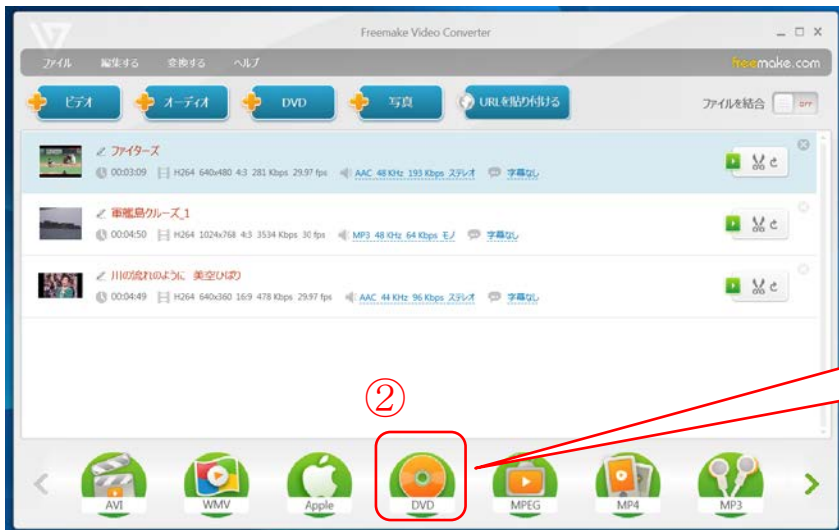 Freemake Video Converter
ファイル 編集する 変換する ヘルプ
freemake.com
ビデオ オーディオ DVD 写真 URLを貼り付ける ファイルを結合 OFF
ファイターズ
00:03:09 H264 640x480 4:3 281 Kbps 29.97 fps AAC 48 KHz 193 Kbps ステレオ 字幕なし
軍艦島クルーズ_1
00:04:50 H264 1024x768 4:3 3534 Kbps 30 fps MP3 48 KHz 64 Kbps モノ 字幕なし
川の流れのように 美空ひばり
00:04:49 H264 640x360 16:9 478 Kbps 29.97 fps AAC 44 KHz 96 Kbps ステレオ 字幕なし
②
AVI WMV Apple DVD MPEG MP4 MP3